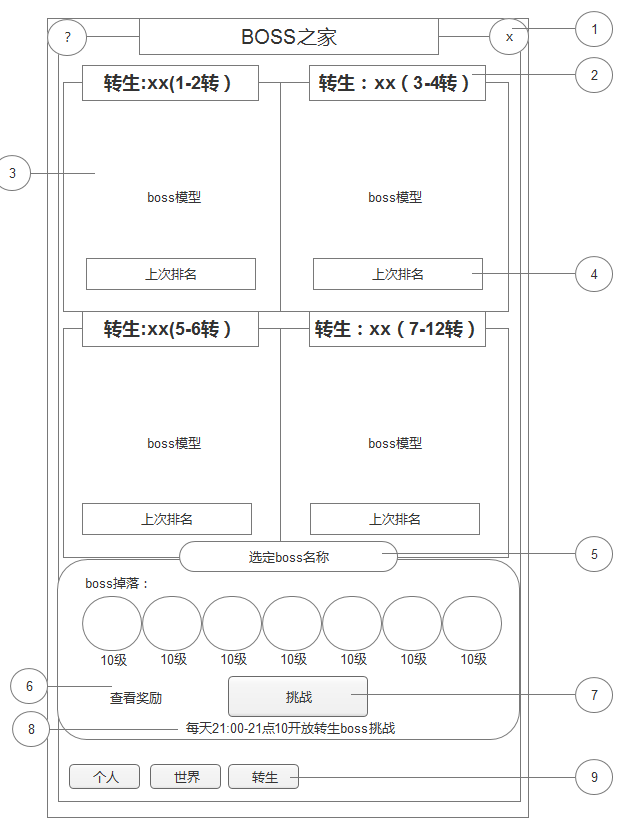 ?
BOSS之家
x
1
转生:xx(1-2转）
转生：xx（3-4转）
2
3
boss模型
boss模型
上次排名
上次排名
4
转生:xx(5-6转）
转生：xx（7-12转）
boss模型
boss模型
上次排名
上次排名
选定boss名称
5
boss掉落：
10级
10级
10级
10级
10级
10级
10级
6
查看奖励
挑战
7
8
每天21:00-21点10开放转生boss挑战
个人
世界
转生
9